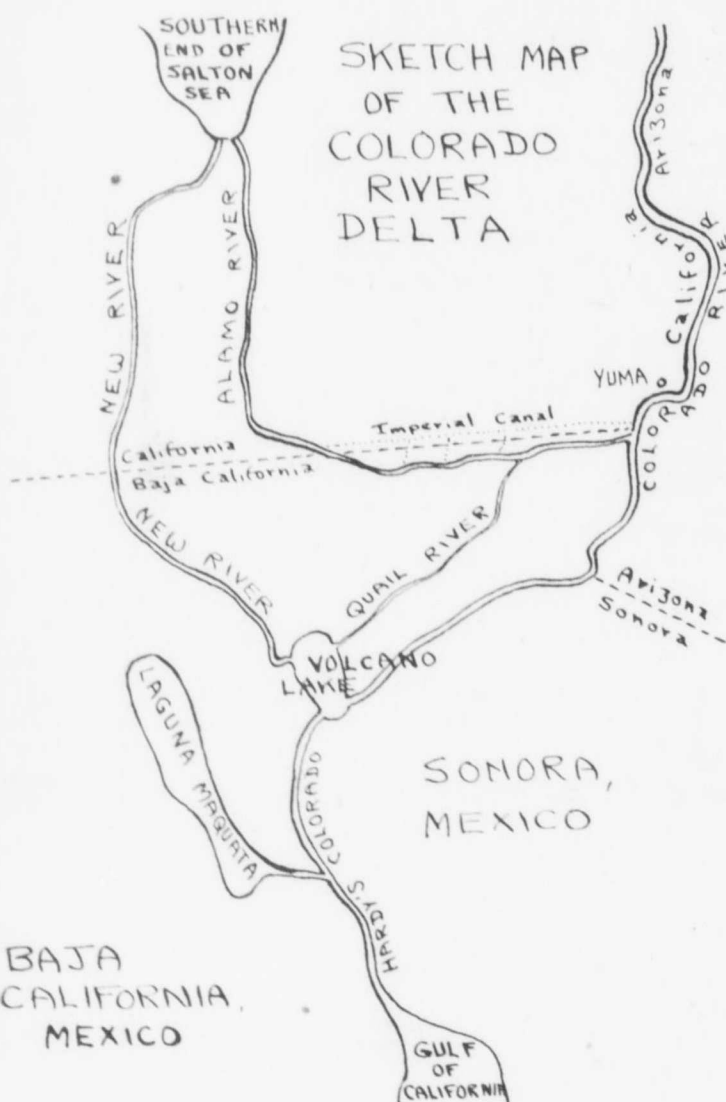 SOUTHERN
END OF
SALTON
SEA
SKETCH MAP
OF THE
COLORADO
RIVER
DELTA
Arizona
California
COLORADO RIVER
NEW RIVER
ALAMO RIVER
YUMA
Imperial Canal
California
Baja California
NEW RIVER
QUAIL RIVER
Arizona
Sonora
VOLCANO
LAKE
LAGUNA MAQUATA
HARDY'S COLORADO
SONORA,
MEXICO
BAJA
CALIFORNIA,
MEXICO
GULF
OF
CALIFORNIA